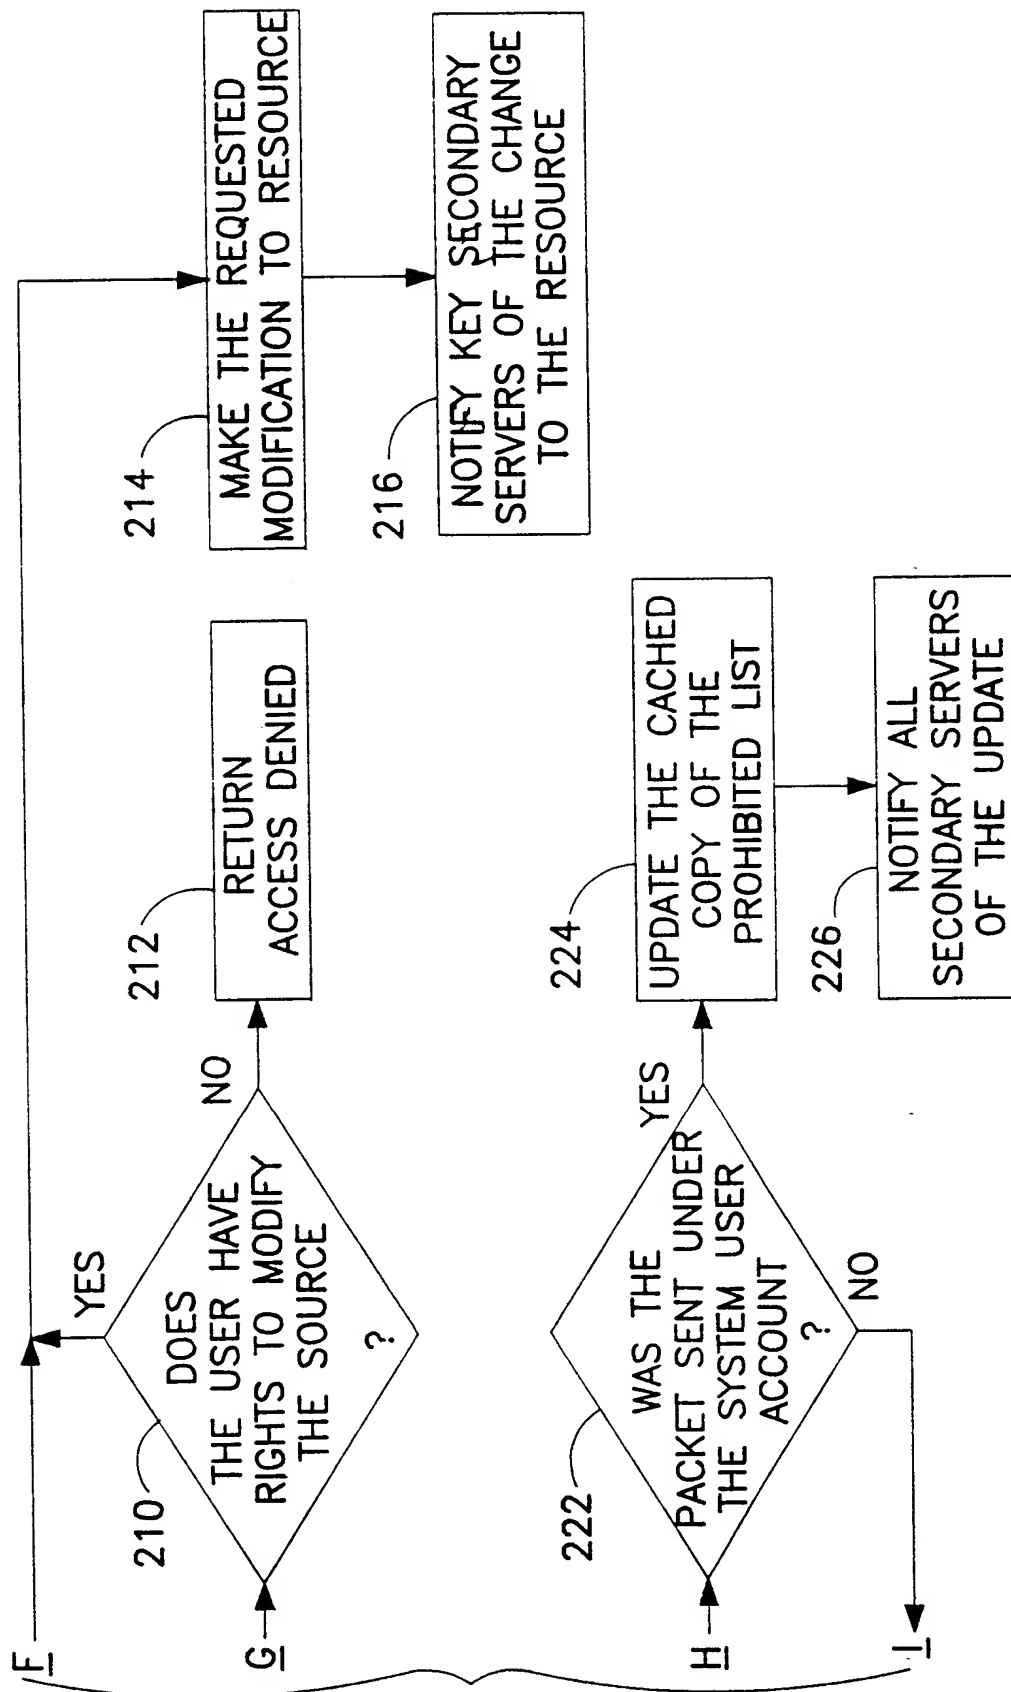 F
G
H
I
210
DOES
THE USER HAVE
RIGHTS TO MODIFY
THE SOURCE
?
YES
NO
212
RETURN
ACCESS DENIED
214
MAKE THE REQUESTED
MODIFICATION TO RESOURCE
216
NOTIFY KEY SECONDARY
SERVERS OF THE CHANGE
TO THE RESOURCE
222
WAS THE
PACKET SENT UNDER
THE SYSTEM USER
ACCOUNT
?
YES
NO
224
UPDATE THE CACHED
COPY OF THE
PROHIBITED LIST
226
NOTIFY ALL
SECONDARY SERVERS
OF THE UPDATE